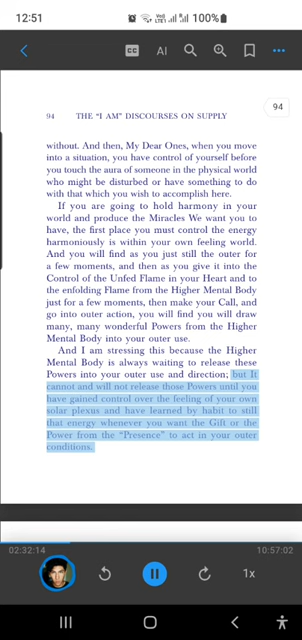 12:51
100%
CC AI
94
94 THE “I AM” DISCOURSES ON SUPPLY
without. And then, My Dear Ones, when you move
into a situation, you have control of yourself before
you touch the aura of someone in the physical world
who might be disturbed or have something to do
with that which you wish to accomplish here.
If you are going to hold harmony in your
world and produce the Miracles We want you to
have, the first place you must control the energy
harmoniously is within your own feeling world.
And you will find as you just still the outer for
a few moments, and then as you give it into the
Control of the Unfed Flame in your Heart and to
the enfolding Flame from the Higher Mental Body
just for a few moments, then make your Call, and
go into outer action, you will find you will draw
many, many wonderful Powers from the Higher
Mental Body into your outer use.
And I am stressing this because the Higher
Mental Body is always waiting to release these
Powers into your outer use and direction; but It
cannot and will not release those Powers until you
have gained control over the feeling of your own
solar plexus and have learned by habit to still
that energy whenever you want the Gift or the
Power from the “Presence” to act in your outer
conditions.
02:32:14 10:57:02
1x